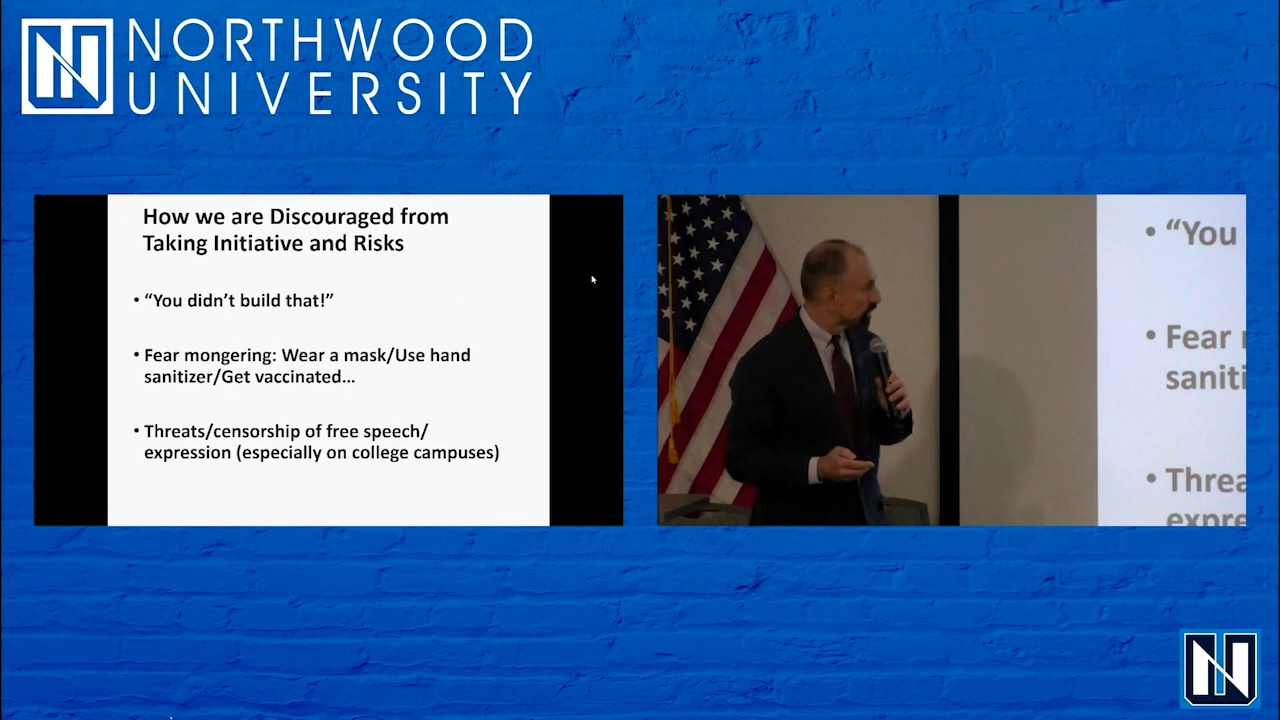 NORTHWOOD
UNIVERSITY
How we are Discouraged from
Taking Initiative and Risks
• “You didn’t build that!”
• Fear mongering: Wear a mask/Use hand
sanitizer/Get vaccinated…
• Threats/censorship of free speech/
expression (especially on college campuses)
• “You
• Fear
saniti
• Threa
expre